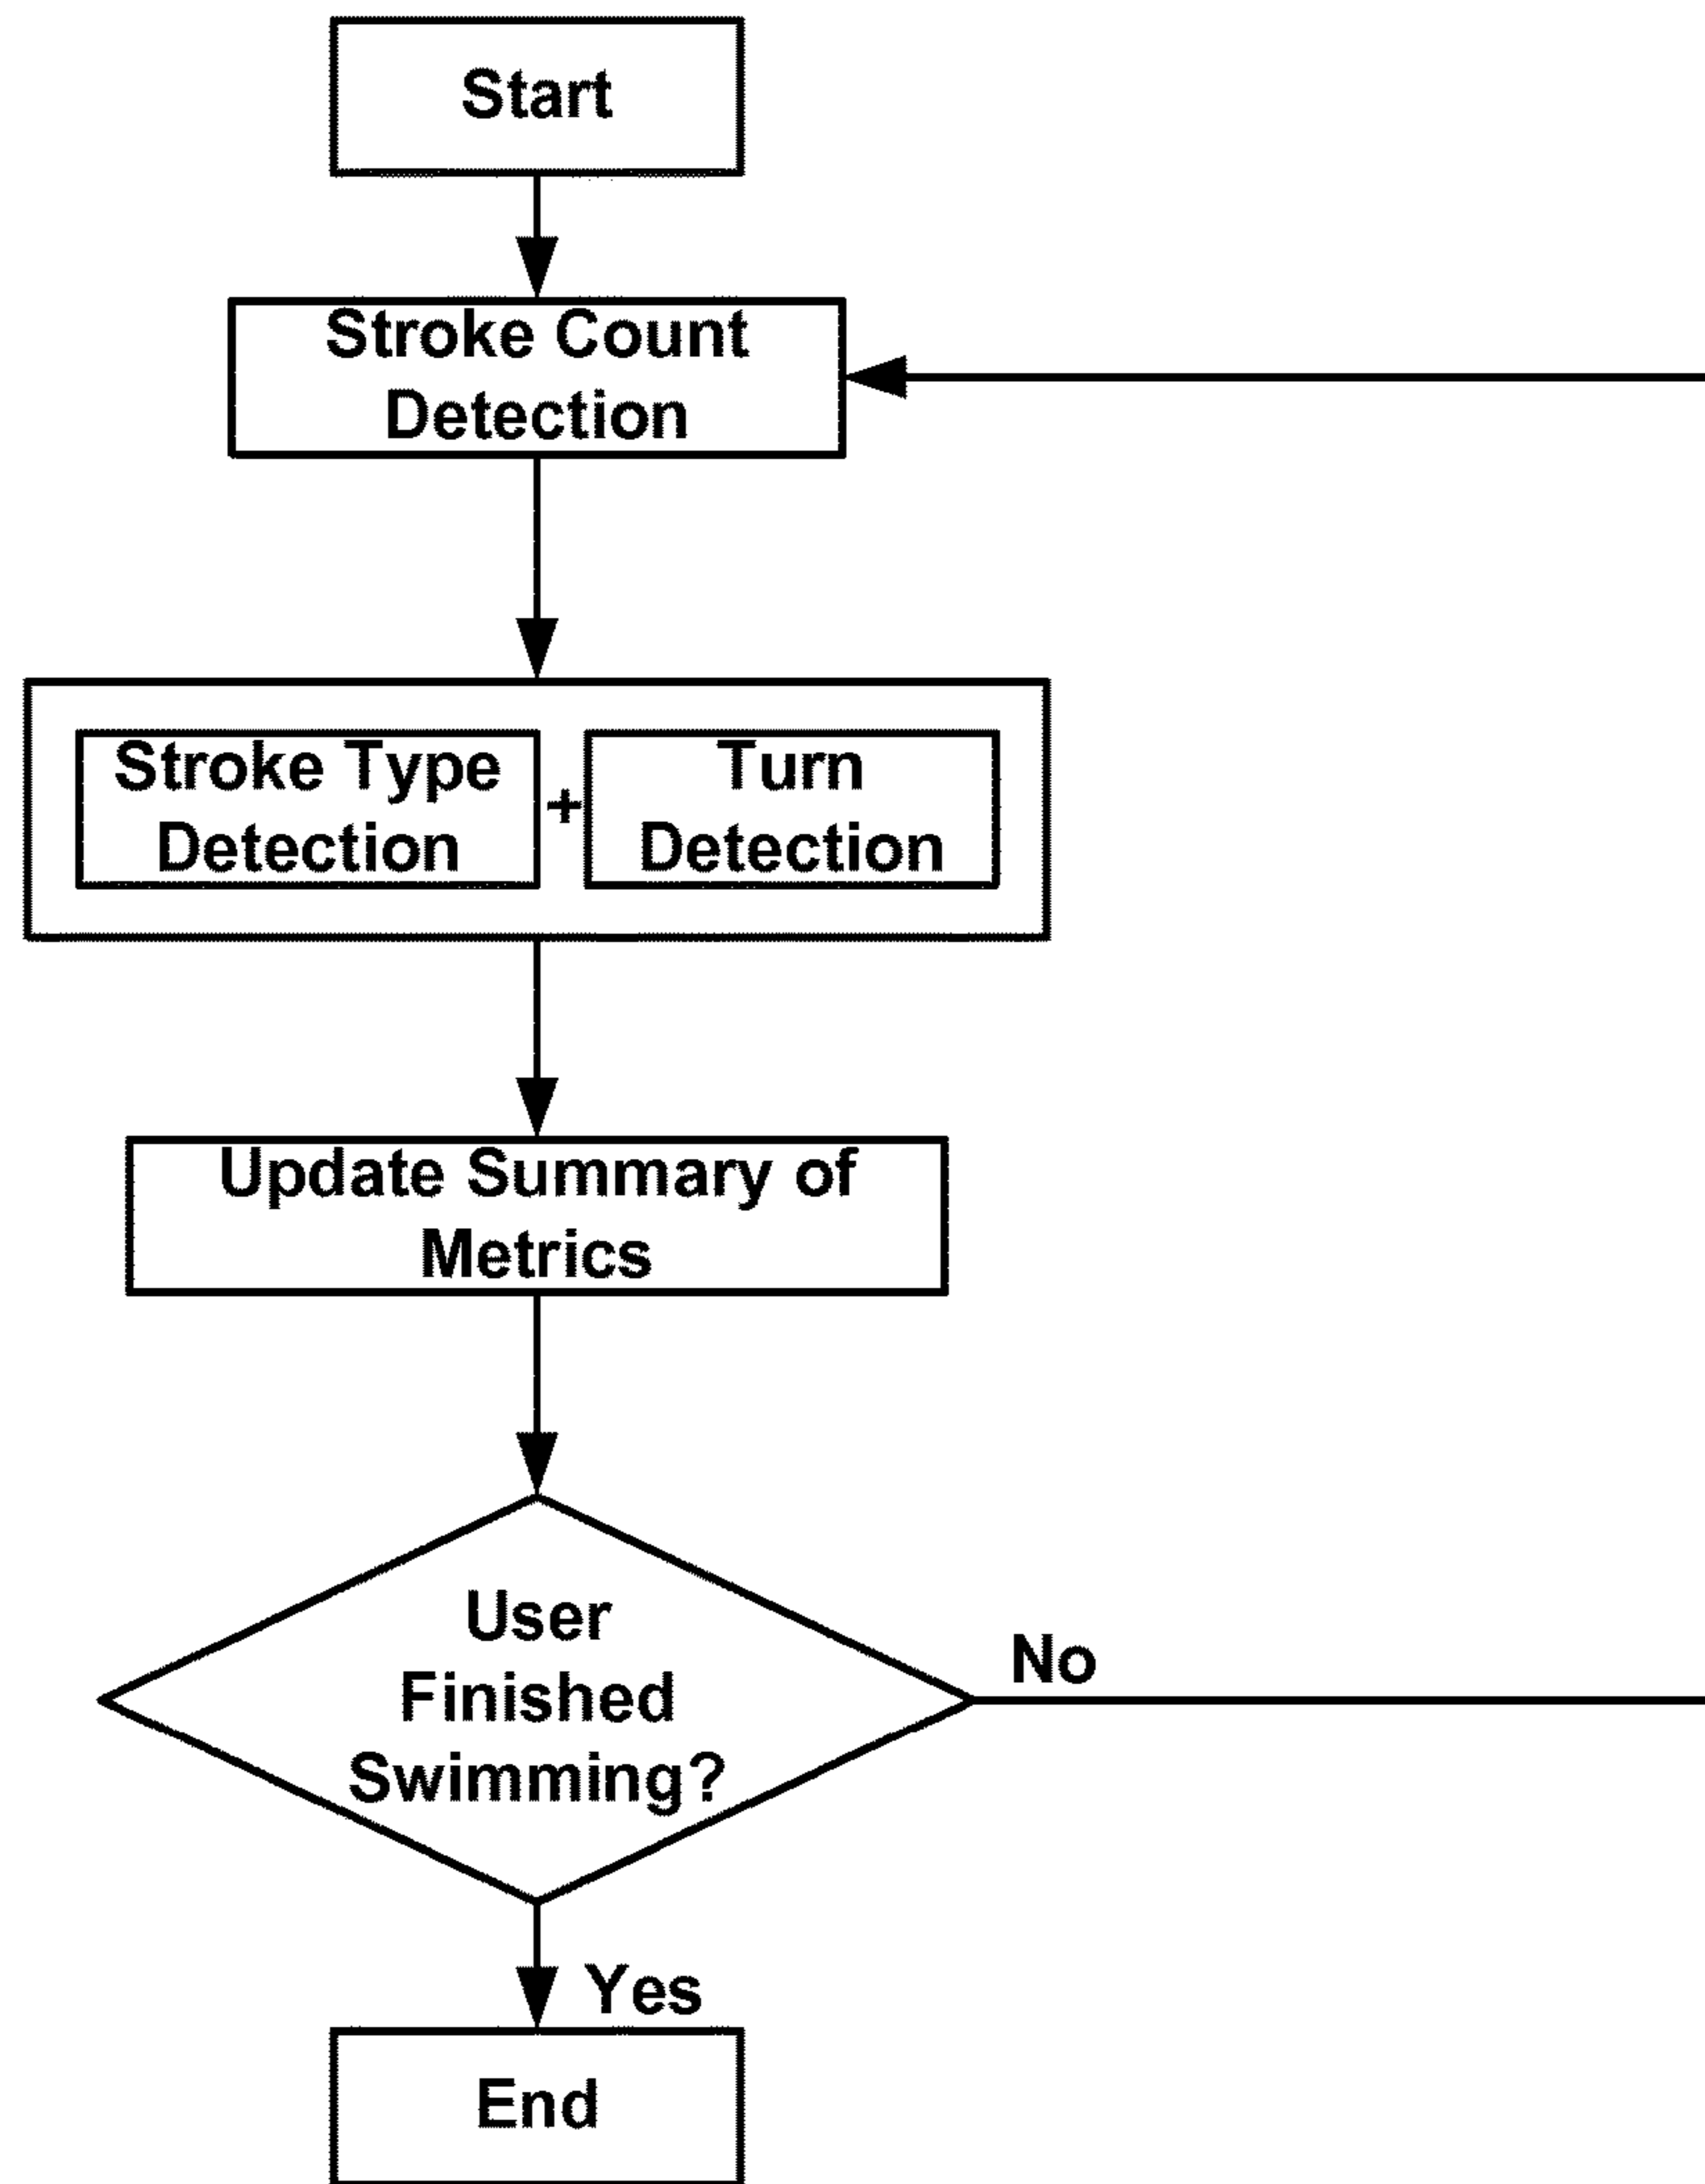 Start
Stroke Count
Detection
Stroke Type
Detection
+
Turn
Detection
Update Summary of
Metrics
User
Finished
Swimming?
No
Yes
End